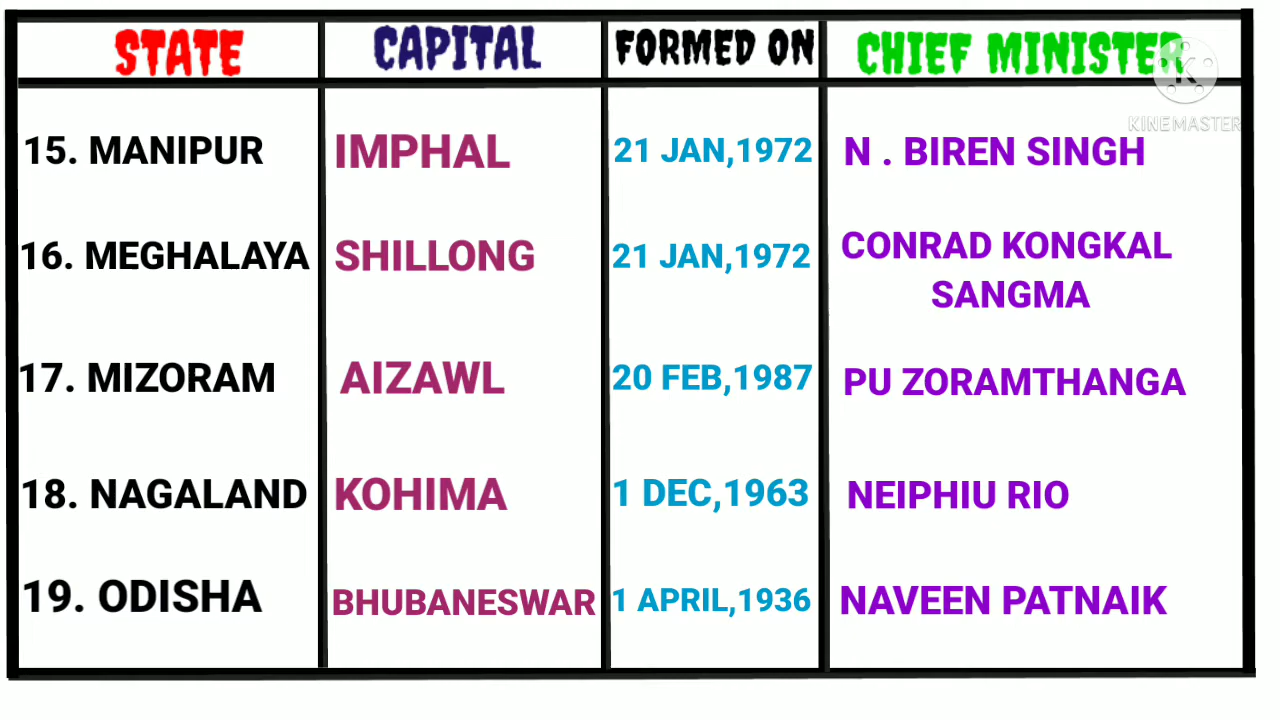 STATE CAPITAL FORMED ON CHIEF MINISTER
KINEMASTER
15. MANIPUR IMPHAL 21 JAN,1972 N . BIREN SINGH
16. MEGHALAYA SHILLONG 21 JAN,1972 CONRAD KONGKAL
SANGMA
17. MIZORAM AIZAWL 20 FEB,1987 PU ZORAMTHANGA
18. NAGALAND KOHIMA 1 DEC,1963 NEIPHIU RIO
19. ODISHA BHUBANESWAR 1 APRIL,1936 NAVEEN PATNAIK